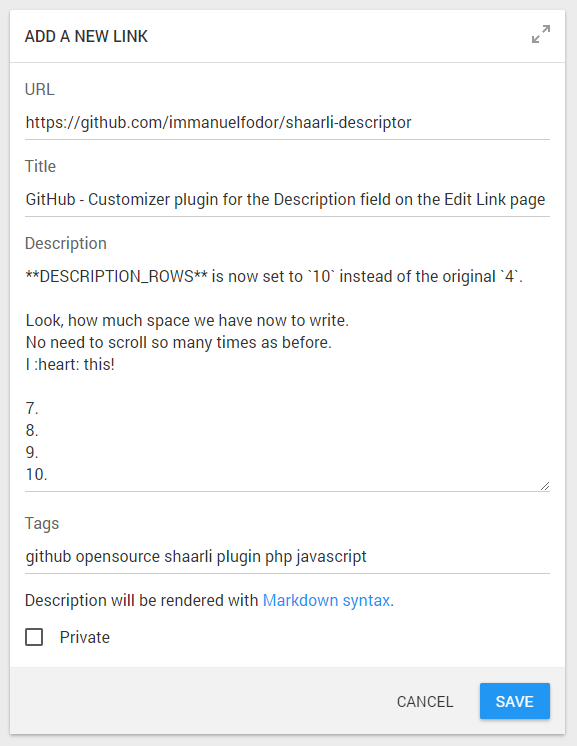 ADD A NEW LINK
URL
https://github.com/immanuelfodor/shaarli-descriptor
Title
GitHub - Customizer plugin for the Description field on the Edit Link page
Description
**DESCRIPTION_ROWS** is now set to `10` instead of the original `4`.
Look, how much space we have now to write.
No need to scroll so many times as before.
I :heart: this!
7.
8.
9.
10.
Tags
github opensource shaarli plugin php javascript
Description will be rendered with Markdown syntax.
Private
CANCEL SAVE